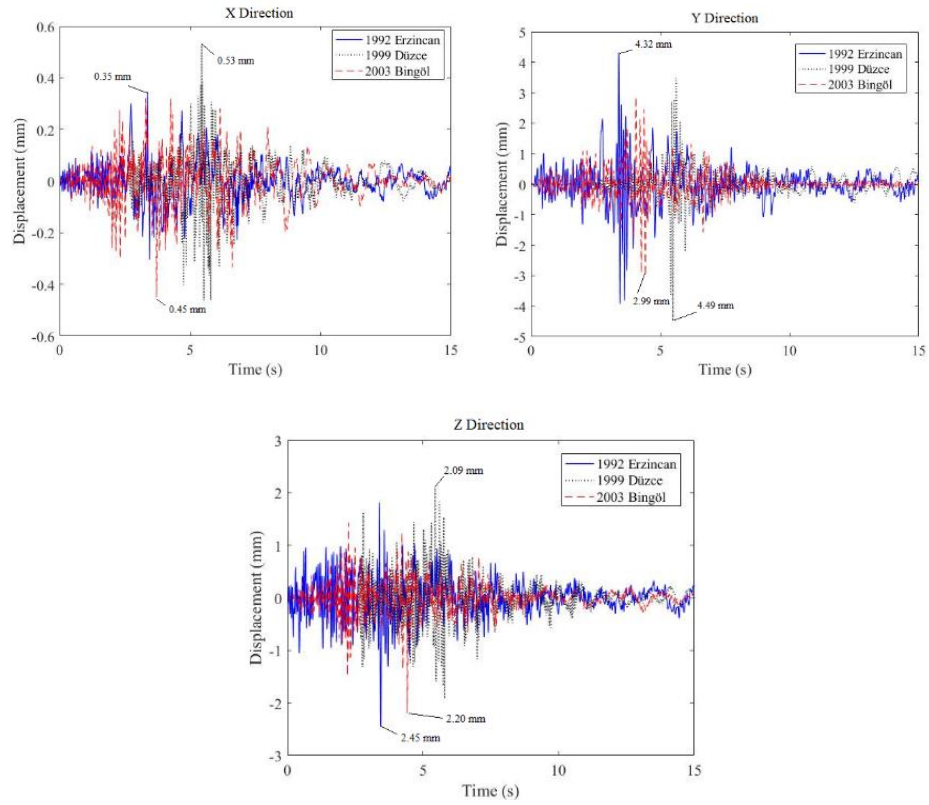 X Direction
0.6
0.4
0.2
0
-0.2
-0.4
-0.6
Displacement (mm)
0
5
10
15
Time (s)
1992 Erzincan
1999 Düzce
2003 Bingöl
0.53 mm
0.35 mm
0.45 mm
Y Direction
5
4
3
2
1
0
-1
-2
-3
-4
-5
Displacement (mm)
0
5
10
15
Time (s)
4.32 mm
1992 Erzincan
1999 Düzce
2003 Bingöl
2.99 mm
4.49 mm
Z Direction
3
2
1
0
-1
-2
-3
Displacement (mm)
0
5
10
15
Time (s)
2.09 mm
1992 Erzincan
1999 Düzce
2003 Bingöl
2.20 mm
2.45 mm